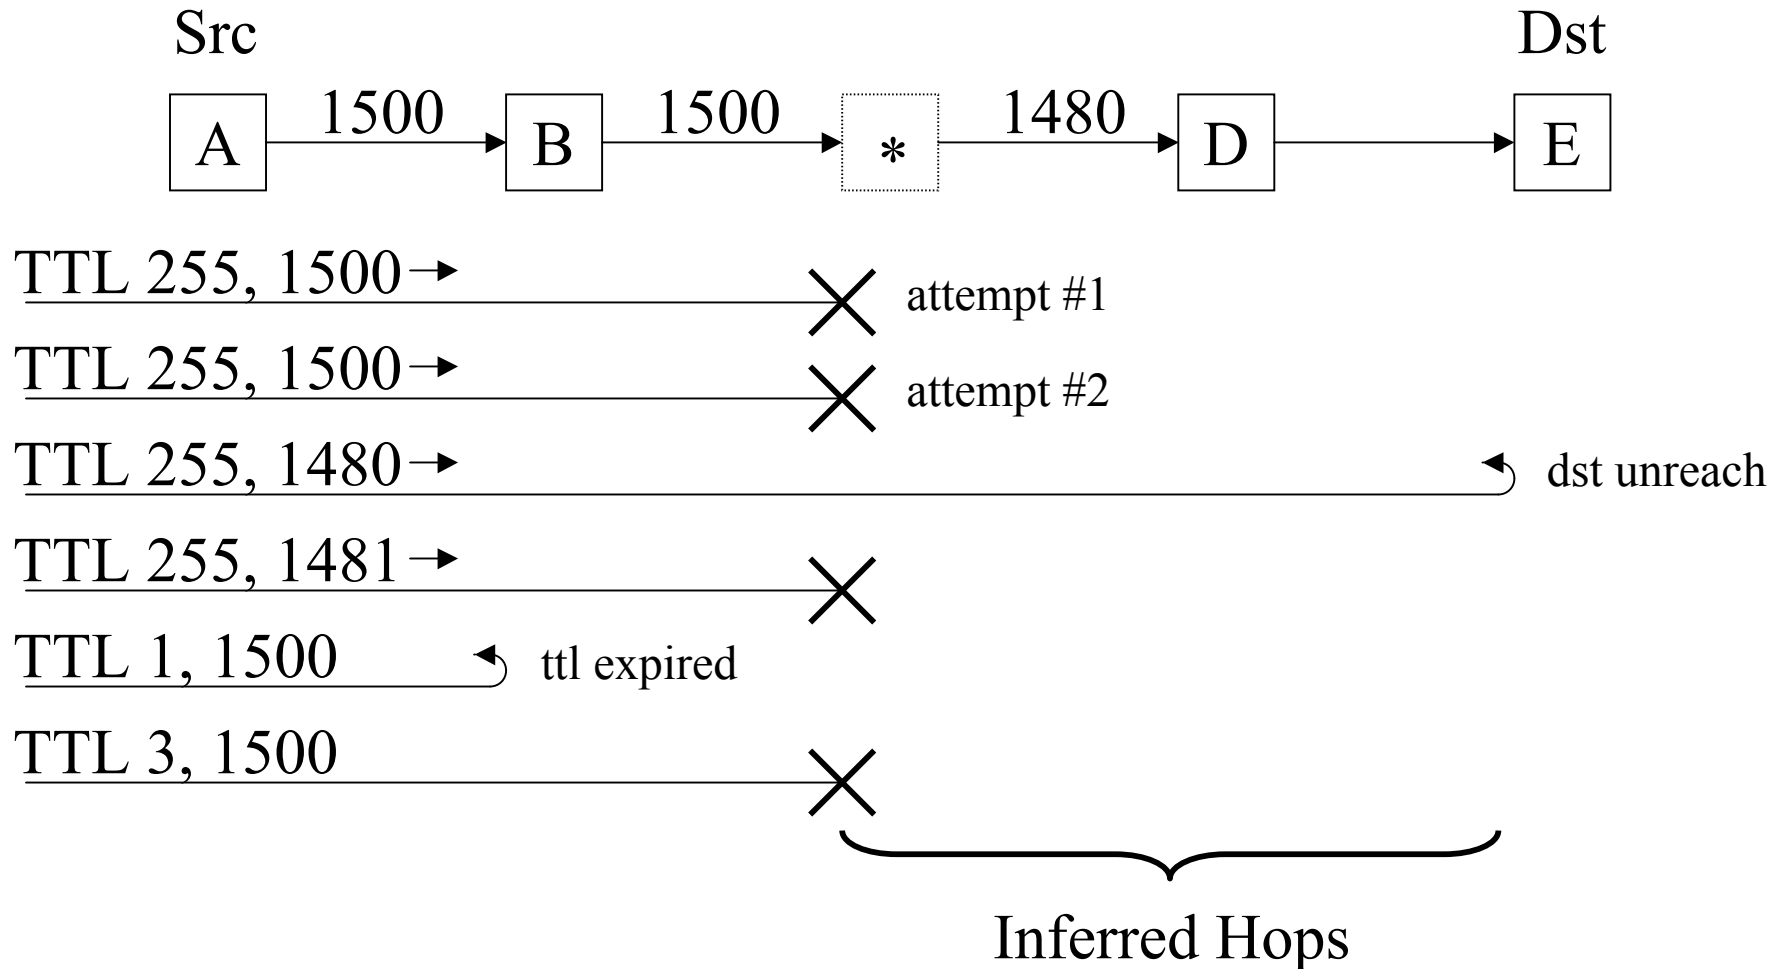 Src Dst
1500 1500 1480
A B * D E
TTL 255, 1500
attempt #1
TTL 255, 1500
attempt #2
TTL 255, 1480
dst unreach
TTL 255, 1481
TTL 1, 1500
ttl expired
TTL 3, 1500
Inferred Hops